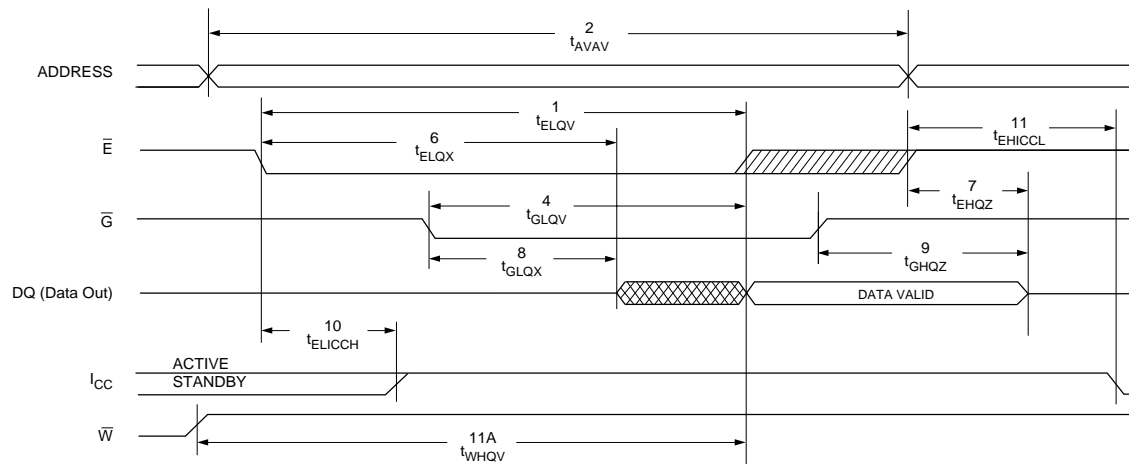 2
tAVAV
ADDRESS
1
tELQV
11
tEHICCL
E
6
tELQX
7
tEHQZ
4
tGLQV
G
9
tGHQZ
8
tGLQX
DQ (Data Out)
DATA VALID
10
tELICCH
ACTIVE
ICC
STANDBY
W
11A
tWHQV